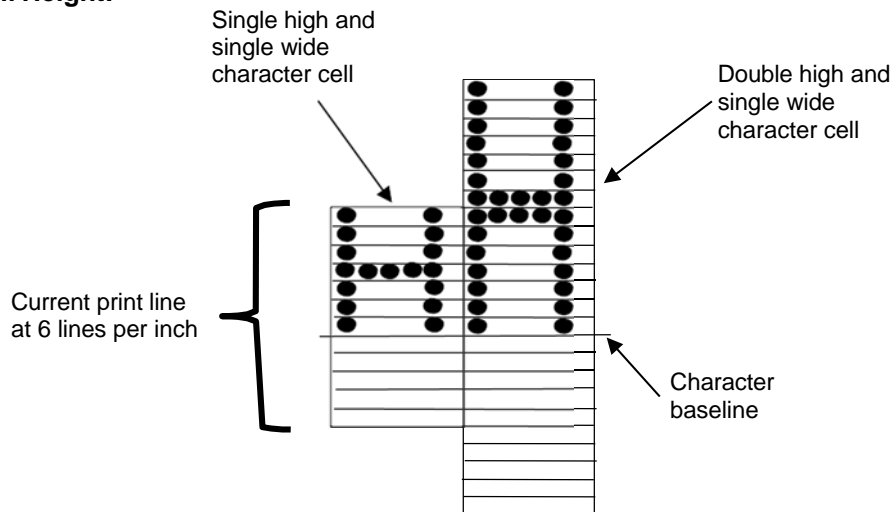 Single high and
single wide
character cell
Double high and
single wide
character cell
Current print line
at 6 lines per inch
Character
baseline